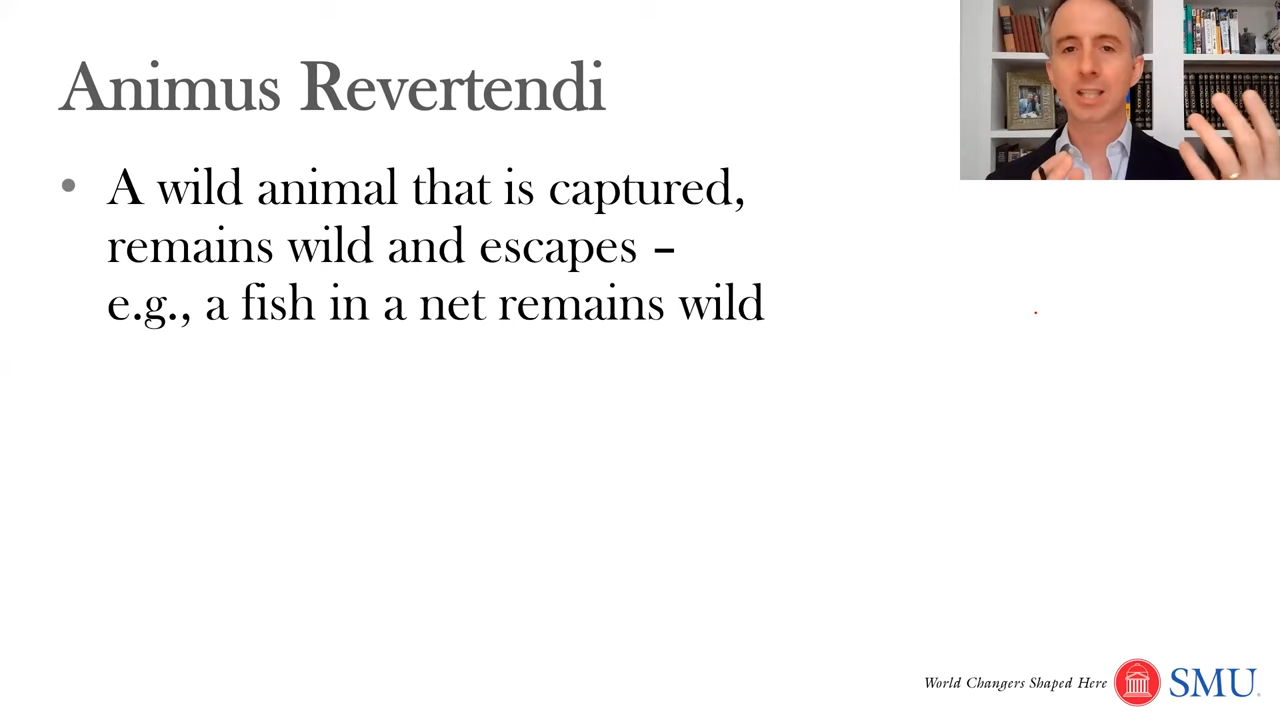 Animus Revertendi
• A wild animal that is captured,
remains wild and escapes –
e.g., a fish in a net remains wild
World Changers Shaped Here
SMU.